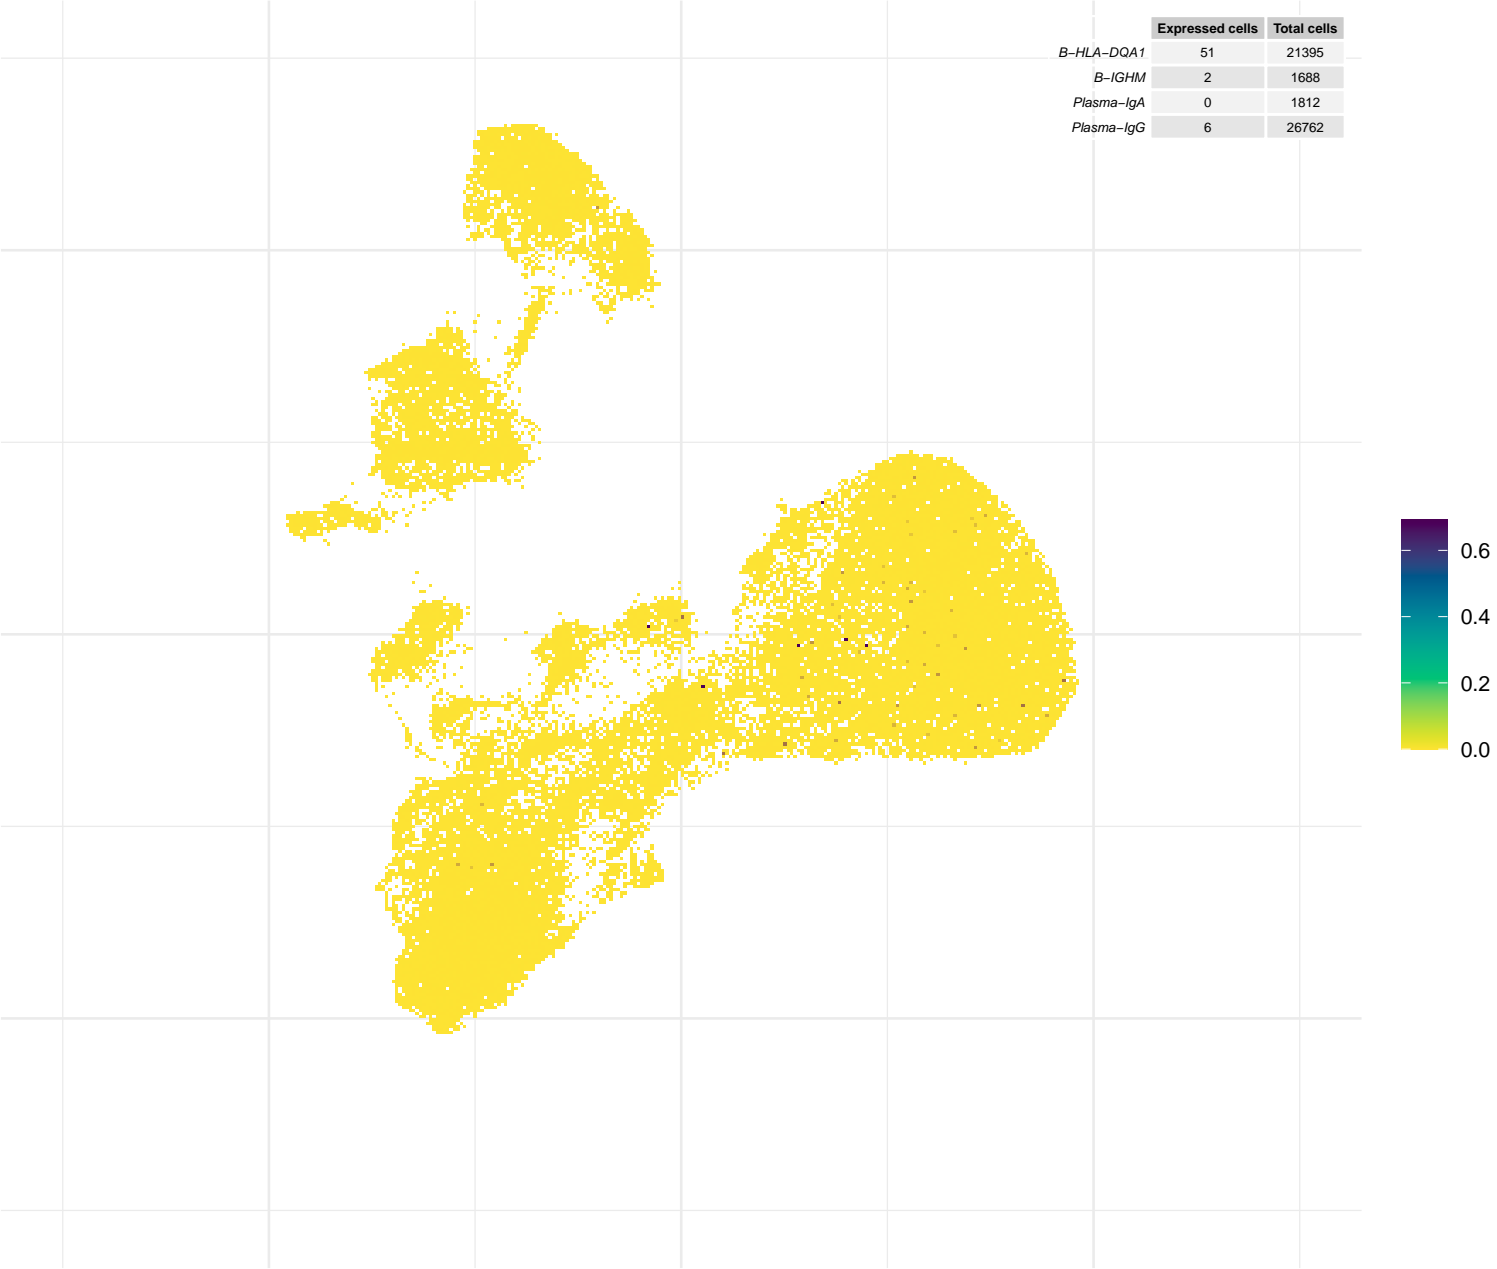 Expressed cells Total cells
B−HLA−DQA1 51 21395
B−IGHM 2 1688
Plasma−IgA 0 1812
Plasma−IgG 6 26762
0.6
0.4
0.2
0.0